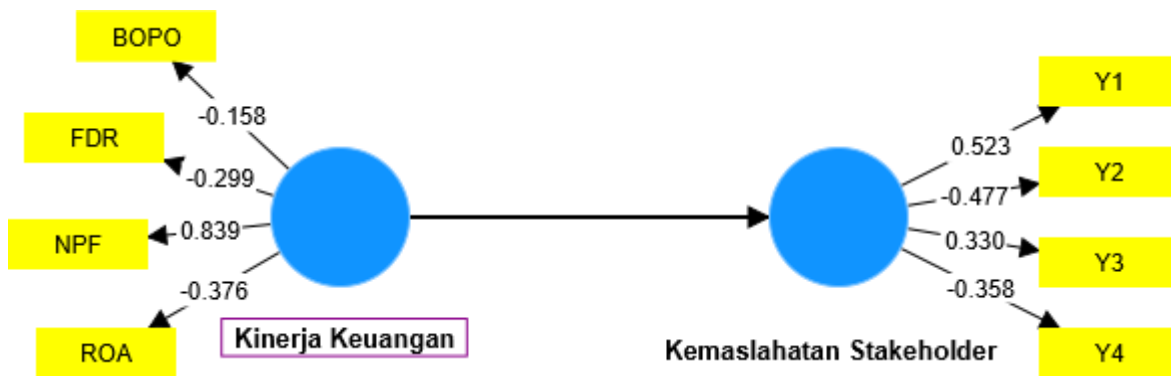 BOPO
-0.158
FDR
-0.299
NPF
0.839
-0.376
ROA
Kinerja Keuangan
Y1
0.523
Y2
-0.477
0.330
Y3
-0.358
Kemaslahatan Stakeholder
Y4